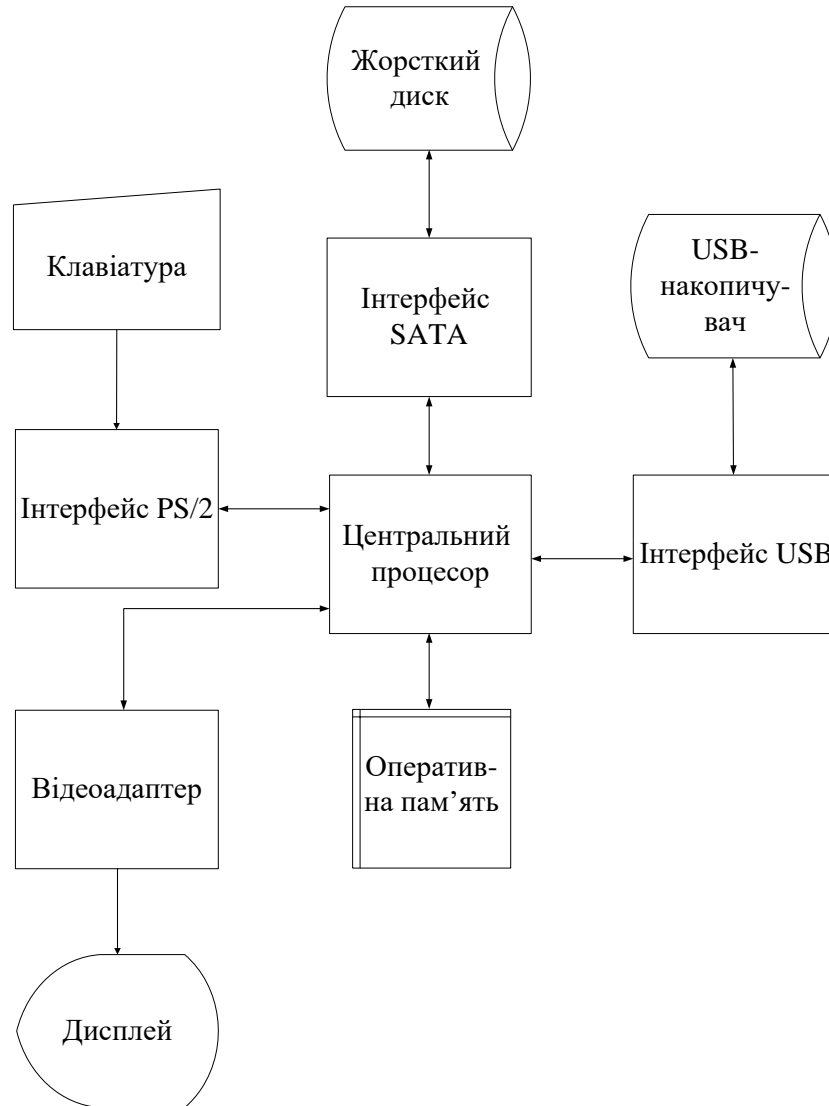 Жорсткий
диск
Клавіатура
Інтерфейс
SATA
USB-
накопичу-
вач
Інтерфейс PS/2
Центральний
процесор
Інтерфейс USB
Відеоадаптер
Оператив-
на пам’ять
Дисплей